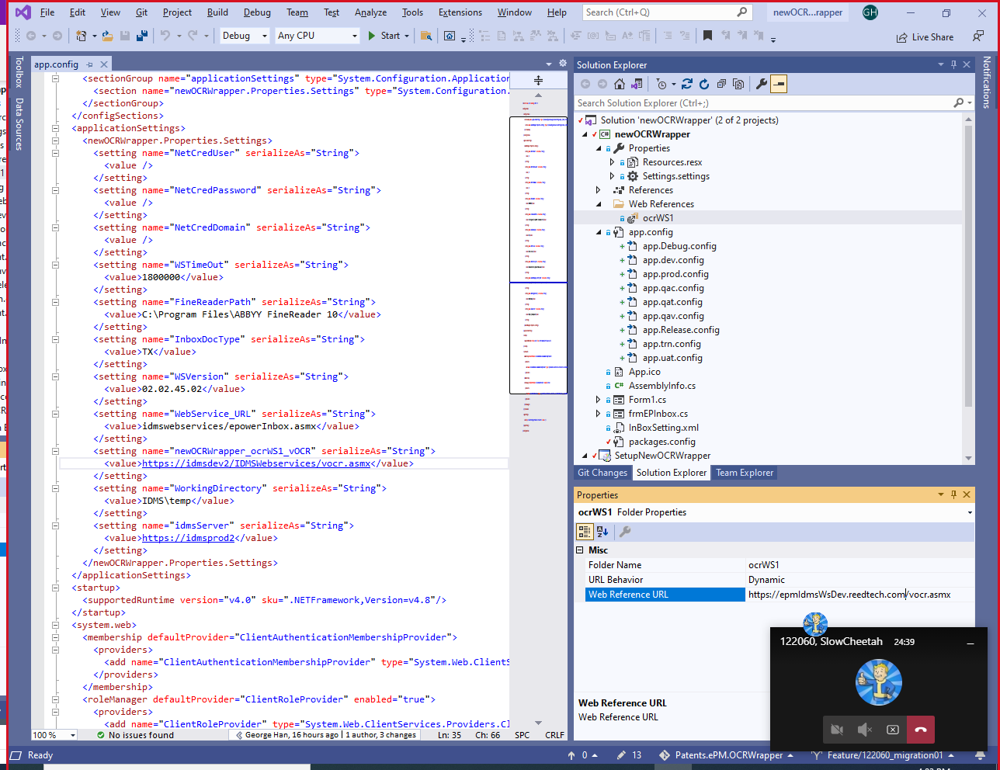 File Edit View Git Project Build Debug Team Test Analyze Tools Extensions Window Help Search (Ctrl+Q) newOCR...rapper GH
Debug Any CPU Start Live Share
Toolbox
Data Sources
Notifications
app.config
<sectionGroup name="applicationSettings" type="System.Configuration.Application
<section name="newOCRWrapper.Properties.Settings" type="System.Configuration.
</sectionGroup>
</configSections>
<applicationSettings>
<newOCRWrapper.Properties.Settings>
<setting name="NetCredUser" serializeAs="String">
<value />
</setting>
<setting name="NetCredPassword" serializeAs="String">
<value />
</setting>
<setting name="NetCredDomain" serializeAs="String">
<value />
</setting>
<setting name="WSTimeOut" serializeAs="String">
<value>1800000</value>
</setting>
<setting name="FineReaderPath" serializeAs="String">
<value>C:\Program Files\ABBYY FineReader 10</value>
</setting>
<setting name="InboxDocType" serializeAs="String">
<value>TX</value>
</setting>
<setting name="WSVersion" serializeAs="String">
<value>02.02.45.02</value>
</setting>
<setting name="WebService_URL" serializeAs="String">
<value>idmswebservices/epowerInbox.asmx</value>
</setting>
<setting name="newOCRWrapper_ocrWS1_vOCR" serializeAs="String">
<value>https://idmsdev2/IDMSWebservices/vocr.asmx</value>
</setting>
<setting name="WorkingDirectory" serializeAs="String">
<value>IDMS\temp</value>
</setting>
<setting name="idmsServer" serializeAs="String">
<value>https://idmsprod2</value>
</setting>
</newOCRWrapper.Properties.Settings>
</applicationSettings>
<startup>
<supportedRuntime version="v4.0" sku=".NETFramework,Version=v4.8"/>
</startup>
<system.web>
<membership defaultProvider="ClientAuthenticationMembershipProvider">
<providers>
<add name="ClientAuthenticationMembershipProvider" type="System.Web.ClientS
</providers>
</membership>
<roleManager defaultProvider="ClientRoleProvider" enabled="true">
<providers>
<add name="ClientRoleProvider" type="System.Web.ClientServices.Providers.Cl
100 % No issues found George Han, 16 hours ago | 1 author, 3 changes Ln: 35 Ch: 66 SPC CRLF
Solution Explorer
Search Solution Explorer (Ctrl+;)
Solution 'newOCRWrapper' (2 of 2 projects)
C# newOCRWrapper
Properties
Resources.resx
Settings.settings
References
Web References
ocrWS1
app.config
app.Debug.config
app.dev.config
app.prod.config
app.qac.config
app.qat.config
app.qav.config
app.Release.config
app.trn.config
app.uat.config
App.ico
C# AssemblyInfo.cs
Form1.cs
frmEPInbox.cs
InBoxSetting.xml
packages.config
SetupNewOCRWrapper
Git Changes Solution Explorer Team Explorer
Properties
ocrWS1 Folder Properties
Misc
Folder Name ocrWS1
URL Behavior Dynamic
Web Reference URL https://epmIdmsWsDev.reedtech.com/vocr.asmx
Web Reference URL
Web Reference URL
122060, SlowCheetah 24:39
Ready 0 13 Patents.ePM.OCRWrapper Feature/122060_migration01